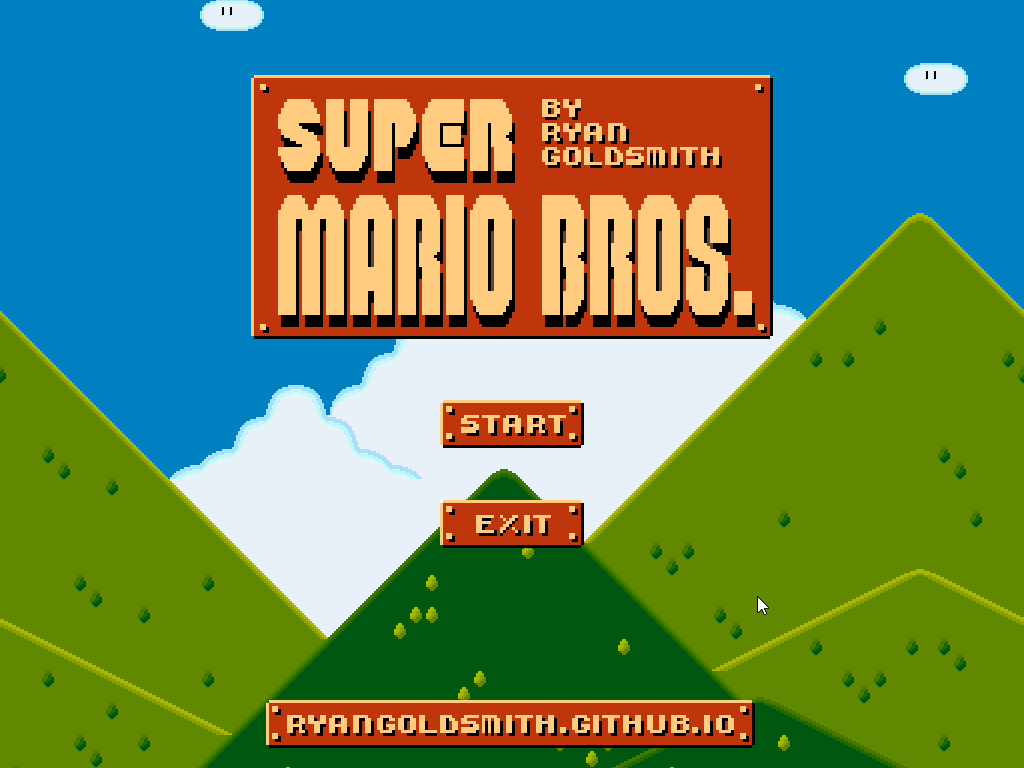 SUPER
BY
RYAN
GOLDSMITH
MARIO BROS.
START
EXIT
RYANGOLDSMITH.GITHUB.IO